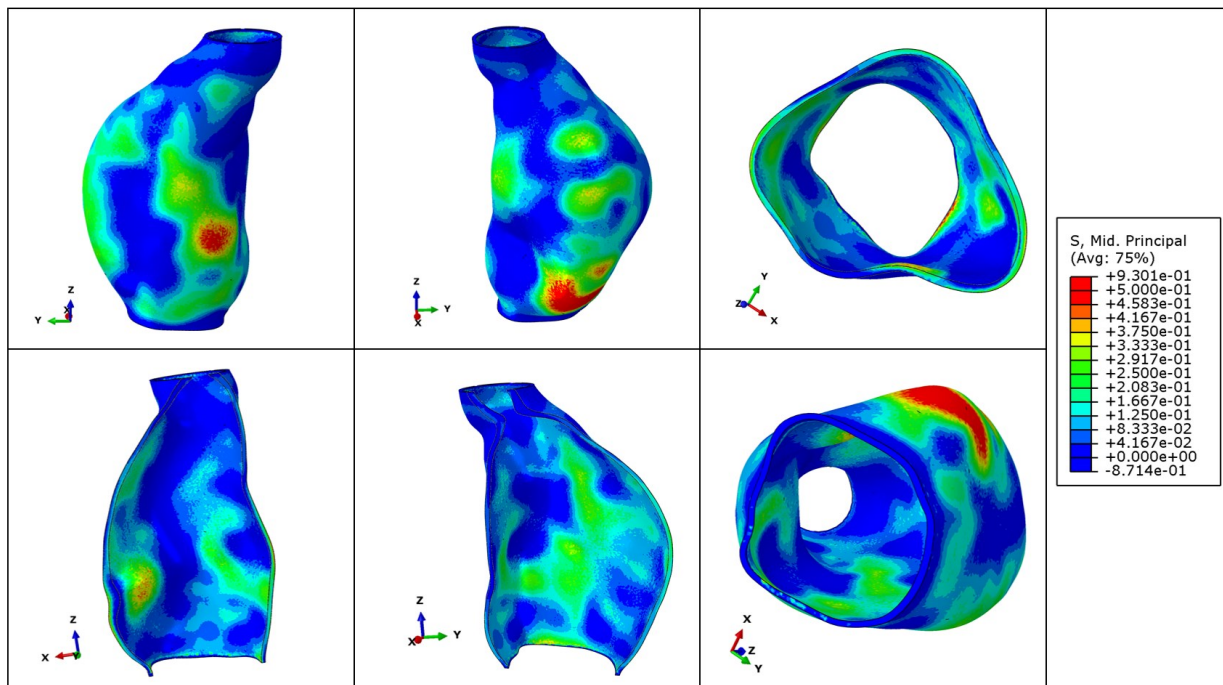 Z
Y
X
Z
X
Y
Y
Z
X
Z
X
Y
Z
X
Y
X
Z
Y
S, Mid. Principal
(Avg: 75%)
+9.301e-01
+5.000e-01
+4.583e-01
+4.167e-01
+3.750e-01
+3.333e-01
+2.917e-01
+2.500e-01
+2.083e-01
+1.667e-01
+1.250e-01
+8.333e-02
+4.167e-02
+0.000e+00
-8.714e-01